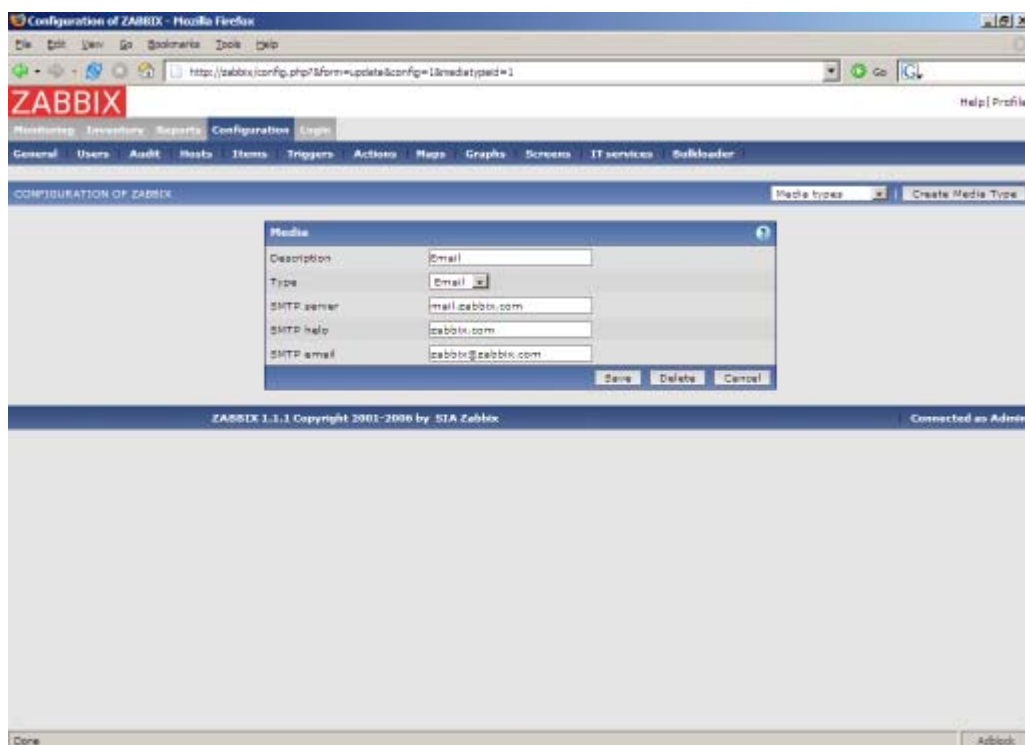 Configuration of ZABBIX - Mozilla Firefox
File Edit View Go Bookmarks Tools Help
http://zabbix/config.php?&form=update&config=1&mediatypeid=1 Go
ZABBIX
Help | Profile
Monitoring Inventory Reports Configuration Login
General Users Audit Hosts Items Triggers Actions Maps Graphs Screens IT services Bulkloader
CONFIGURATION OF ZABBIX Media types | Create Media Type
Media
Description Email
Type Email
SMTP server mail.zabbix.com
SMTP helo zabbix.com
SMTP email zabbix@zabbix.com
Save Delete Cancel
ZABBIX 1.1.1 Copyright 2001-2006 by SIA Zabbix Connected as Admin
Done Adblock